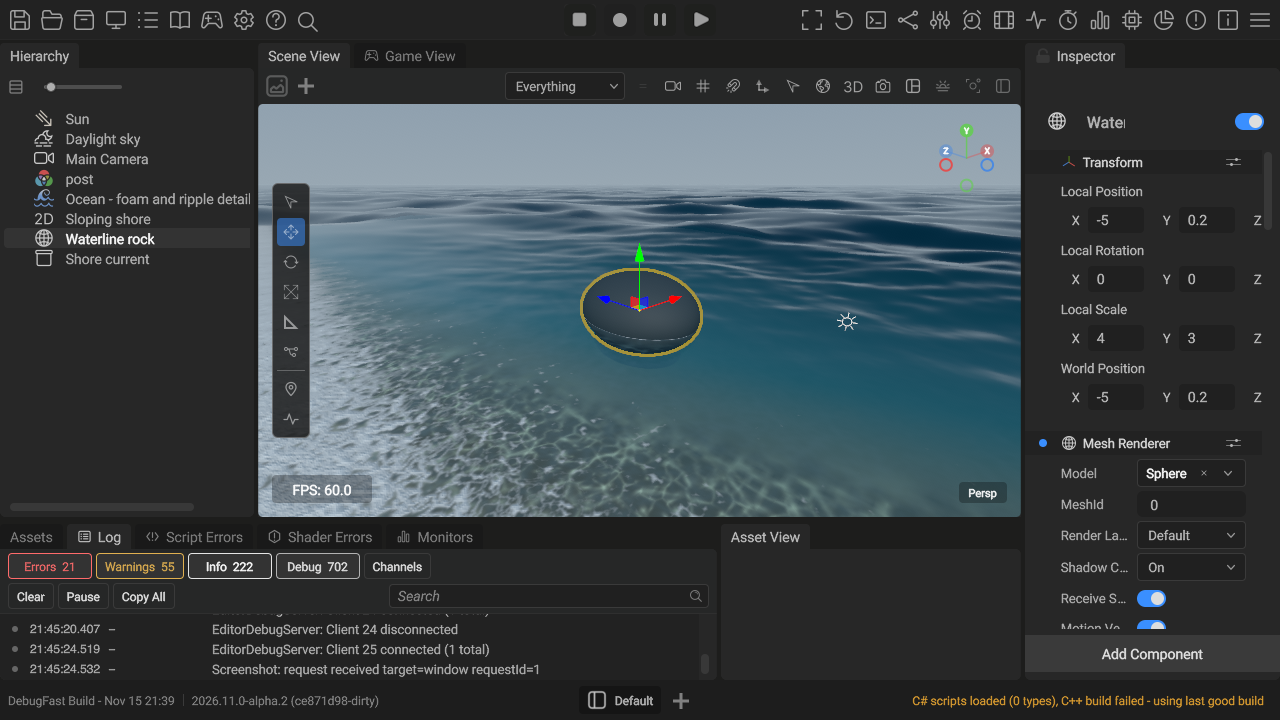 Hierarchy
Scene View
Game View
Inspector
Everything
3D
Sun
Daylight sky
Main Camera
post
Ocean - foam and ripple detail
2D Sloping shore
Waterline rock
Shore current
Y
Z
X
FPS: 60.0
Persp
Water
Transform
Local Position
X -5 Y 0.2 Z
Local Rotation
X 0 Y 0 Z
Local Scale
X 4 Y 3 Z
World Position
X -5 Y 0.2 Z
Mesh Renderer
Model Sphere ×
MeshId 0
Render La... Default
Shadow C... On
Receive S...
Motion Ve...
Add Component
Assets
Log
Script Errors
Shader Errors
Monitors
Asset View
Errors 21
Warnings 55
Info 222
Debug 702
Channels
Clear
Pause
Copy All
Search
21:45:20.407 – EditorDebugServer: Client 24 disconnected
21:45:24.519 – EditorDebugServer: Client 25 connected (1 total)
21:45:24.532 – Screenshot: request received target=window requestId=1
DebugFast Build - Nov 15 21:39
2026.11.0-alpha.2 (ce871d98-dirty)
Default
C# scripts loaded (0 types), C++ build failed - using last good build